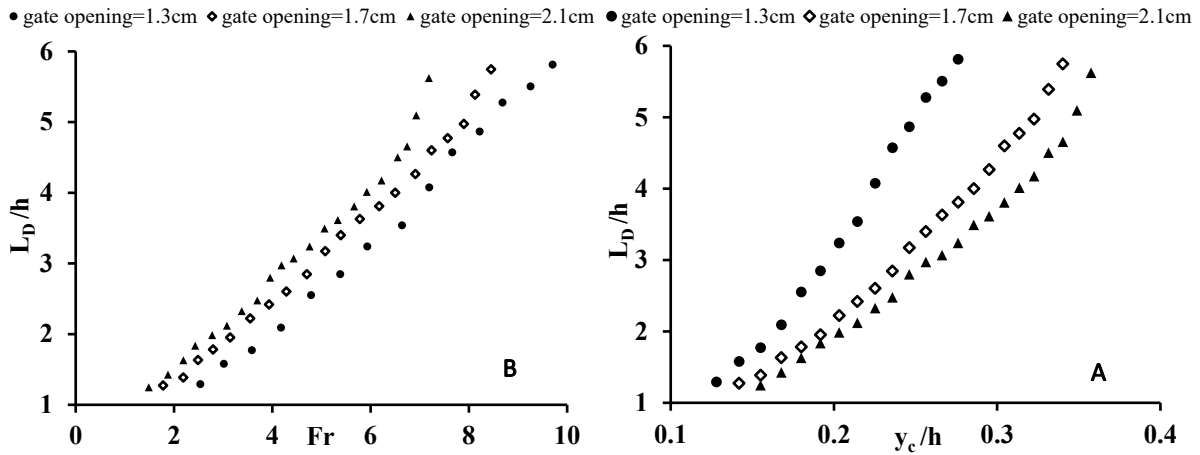 gate opening=1.3cm gate opening=1.7cm gate opening=2.1cm
6
5
4
3
2
1
L_D/h
0 2 4 6 8 10
Fr
B
gate opening=1.3cm gate opening=1.7cm gate opening=2.1cm
6
5
4
3
2
1
L_D/h
0.1 0.2 0.3 0.4
y_c/h
A